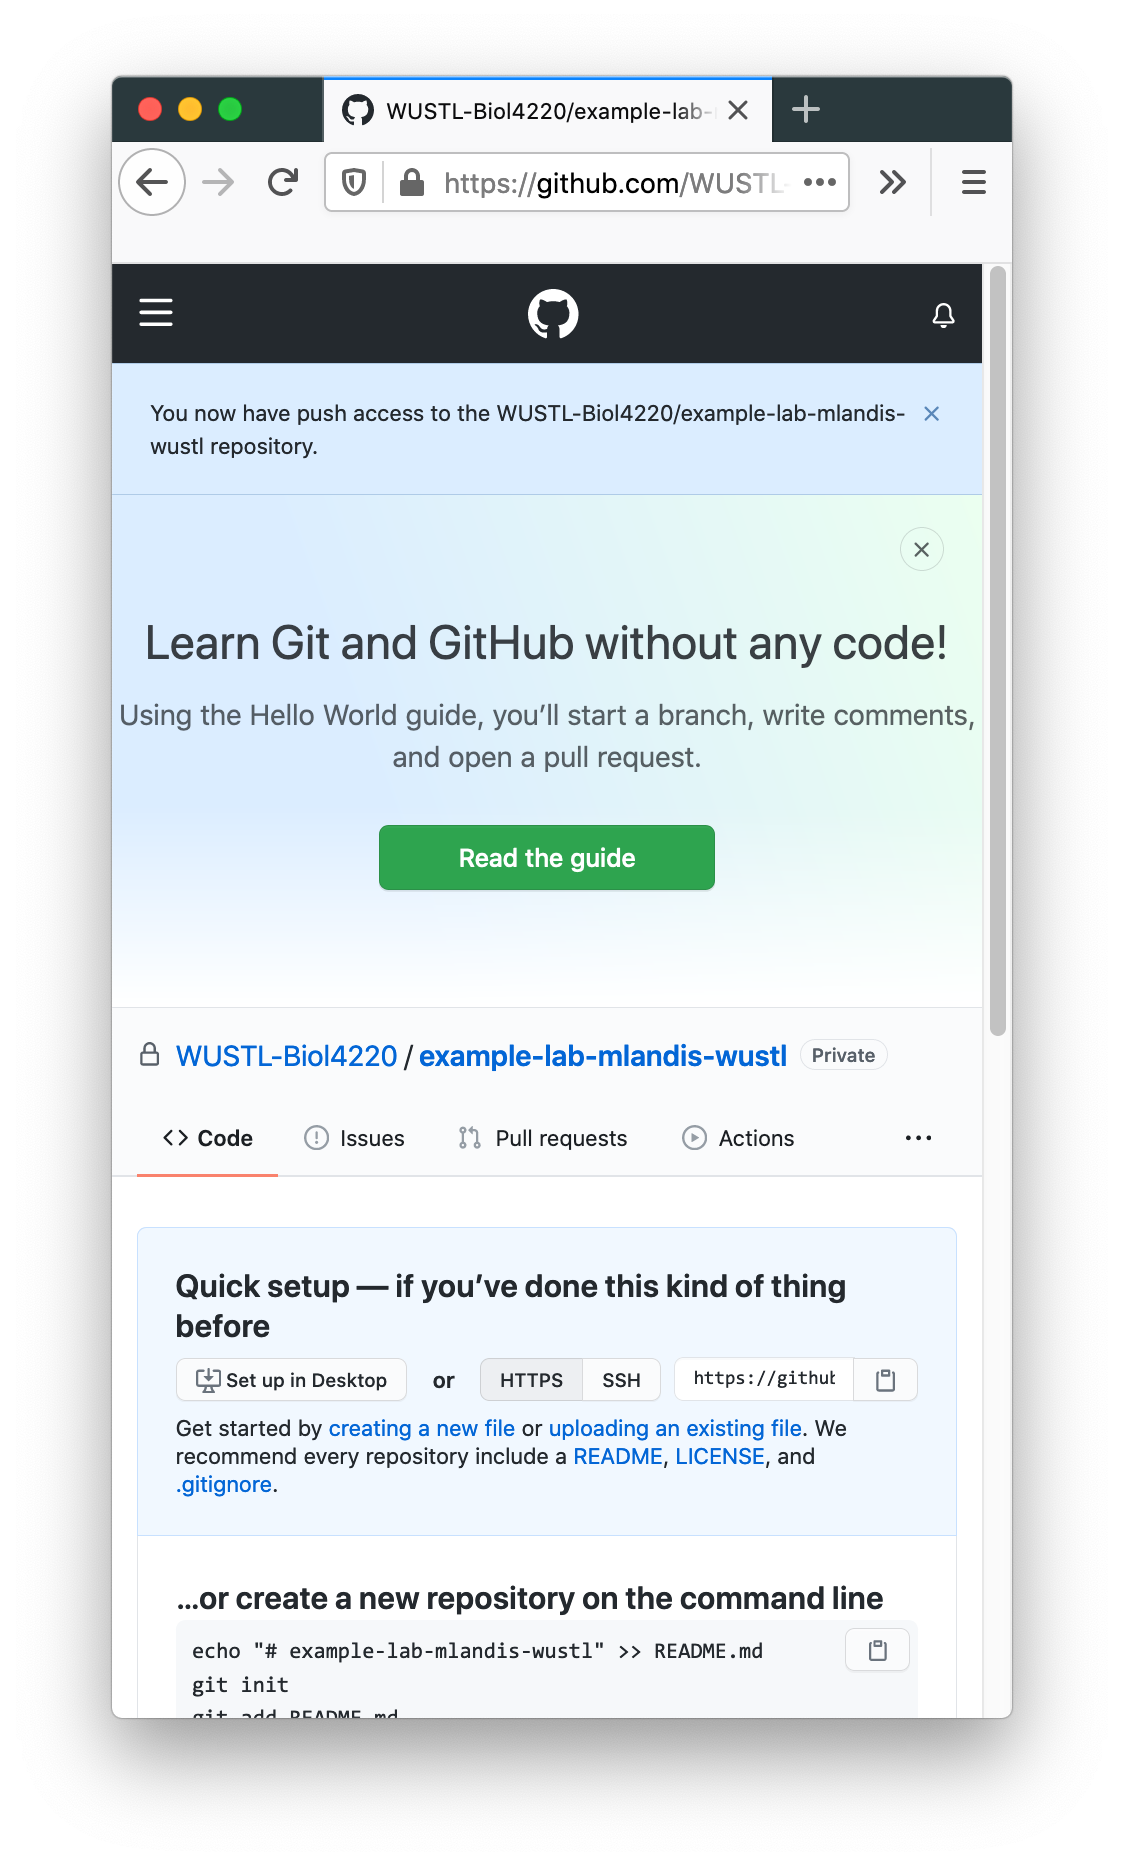 WUSTL-Biol4220/example-lab-
https://github.com/WUSTL-
You now have push access to the WUSTL-Biol4220/example-lab-mlandis-
wustl repository.
Learn Git and GitHub without any code!
Using the Hello World guide, you’ll start a branch, write comments,
and open a pull request.
Read the guide
WUSTL-Biol4220 / example-lab-mlandis-wustl Private
Code Issues Pull requests Actions
Quick setup — if you’ve done this kind of thing
before
Set up in Desktop or HTTPS SSH https://github
Get started by creating a new file or uploading an existing file. We
recommend every repository include a README, LICENSE, and
.gitignore.
…or create a new repository on the command line
echo "# example-lab-mlandis-wustl" >> README.md
git init
git add README.md